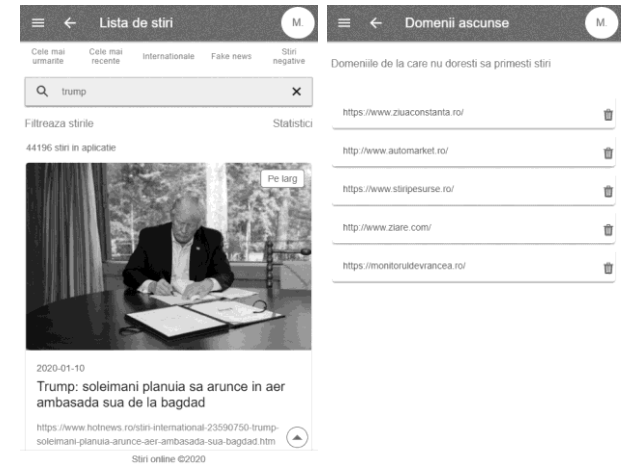 Lista de stiri
M.
Cele mai urmarite
Cele mai recente
Internationale
Fake news
Stiri negative
trump
Filtreaza stirile
Statistici
44196 stiri in aplicatie
Pe larg
2020-01-10
Trump: soleimani planuia sa arunce in aer
ambasada sua de la bagdad
https://www.hotnews.ro/stiri-international-23590750-trump-
soleimani-planuia-arunce-aer-ambasada-sua-bagdad.htm
Stiri online ©2020
Domenii ascunse
M.
Domeniile de la care nu doresti sa primesti stiri
https://www.ziuaconstanta.ro/
http://www.automarket.ro/
https://www.stiripesurse.ro/
http://www.ziare.com/
https://monitoruldevrancea.ro/